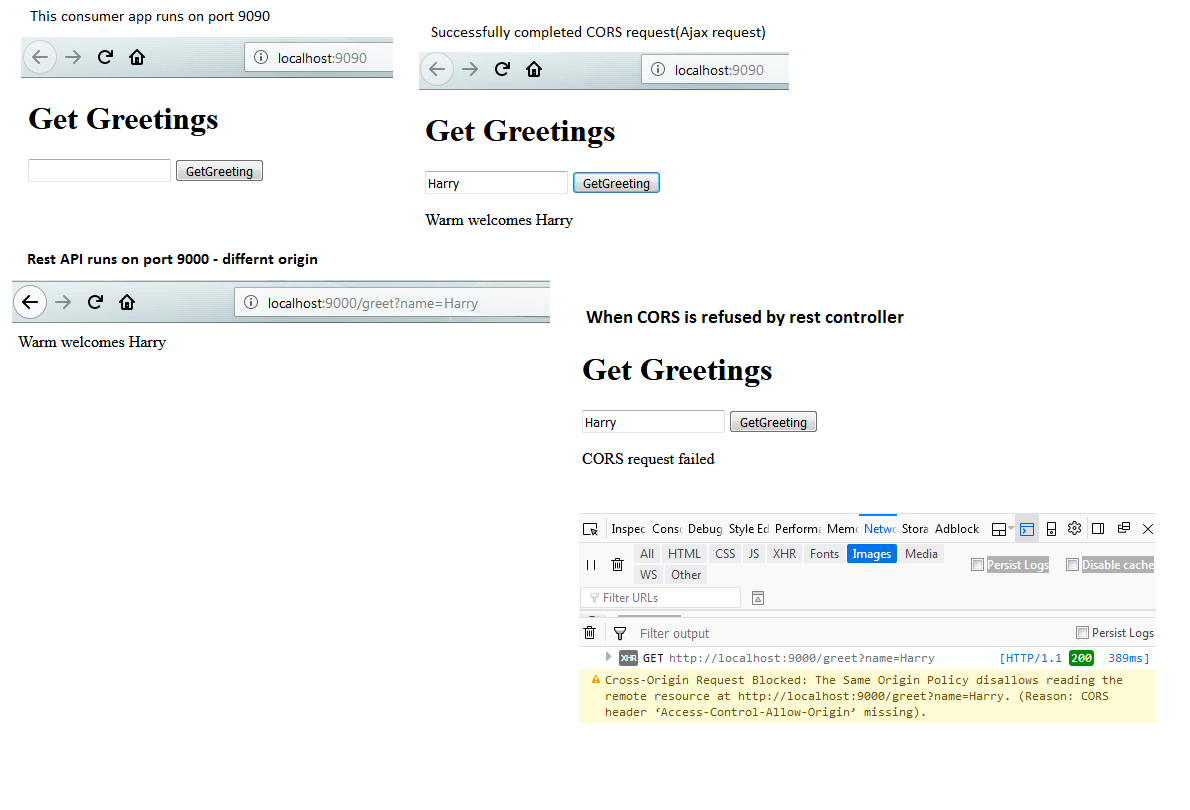 This consumer app runs on port 9090
localhost:9090
Get Greetings
GetGreeting
Successfully completed CORS request(Ajax request)
localhost:9090
Get Greetings
Harry GetGreeting
Warm welcomes Harry
Rest API runs on port 9000 - differnt origin
localhost:9000/greet?name=Harry
Warm welcomes Harry
When CORS is refused by rest controller
Get Greetings
Harry GetGreeting
CORS request failed
Inspec Conso Debug Style Ed Performa Memo Netwo Stora Adblock
All HTML CSS JS XHR Fonts Images Media
WS Other
Persist Logs Disable cache
Filter URLs
Filter output Persist Logs
XHR GET http://localhost:9000/greet?name=Harry [HTTP/1.1 200 389ms]
Cross-Origin Request Blocked: The Same Origin Policy disallows reading the
remote resource at http://localhost:9000/greet?name=Harry. (Reason: CORS
header ‘Access-Control-Allow-Origin’ missing).